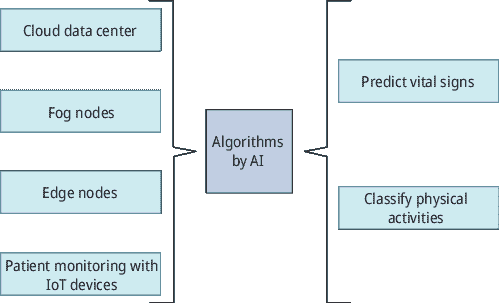 Cloud data center
Fog nodes
Edge nodes
Patient monitoring with
IoT devices
Algorithms
by AI
Predict vital signs
Classify physical
activities